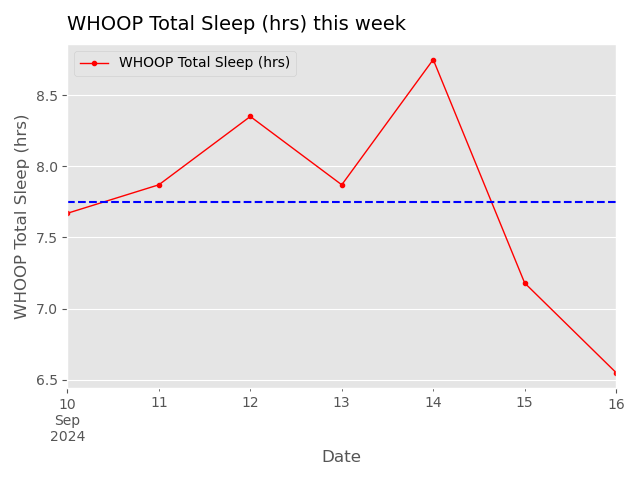 WHOOP Total Sleep (hrs) this week
WHOOP Total Sleep (hrs)
WHOOP Total Sleep (hrs)
8.5
8.0
7.5
7.0
6.5
10 11 12 13 14 15 16
Sep
2024
Date